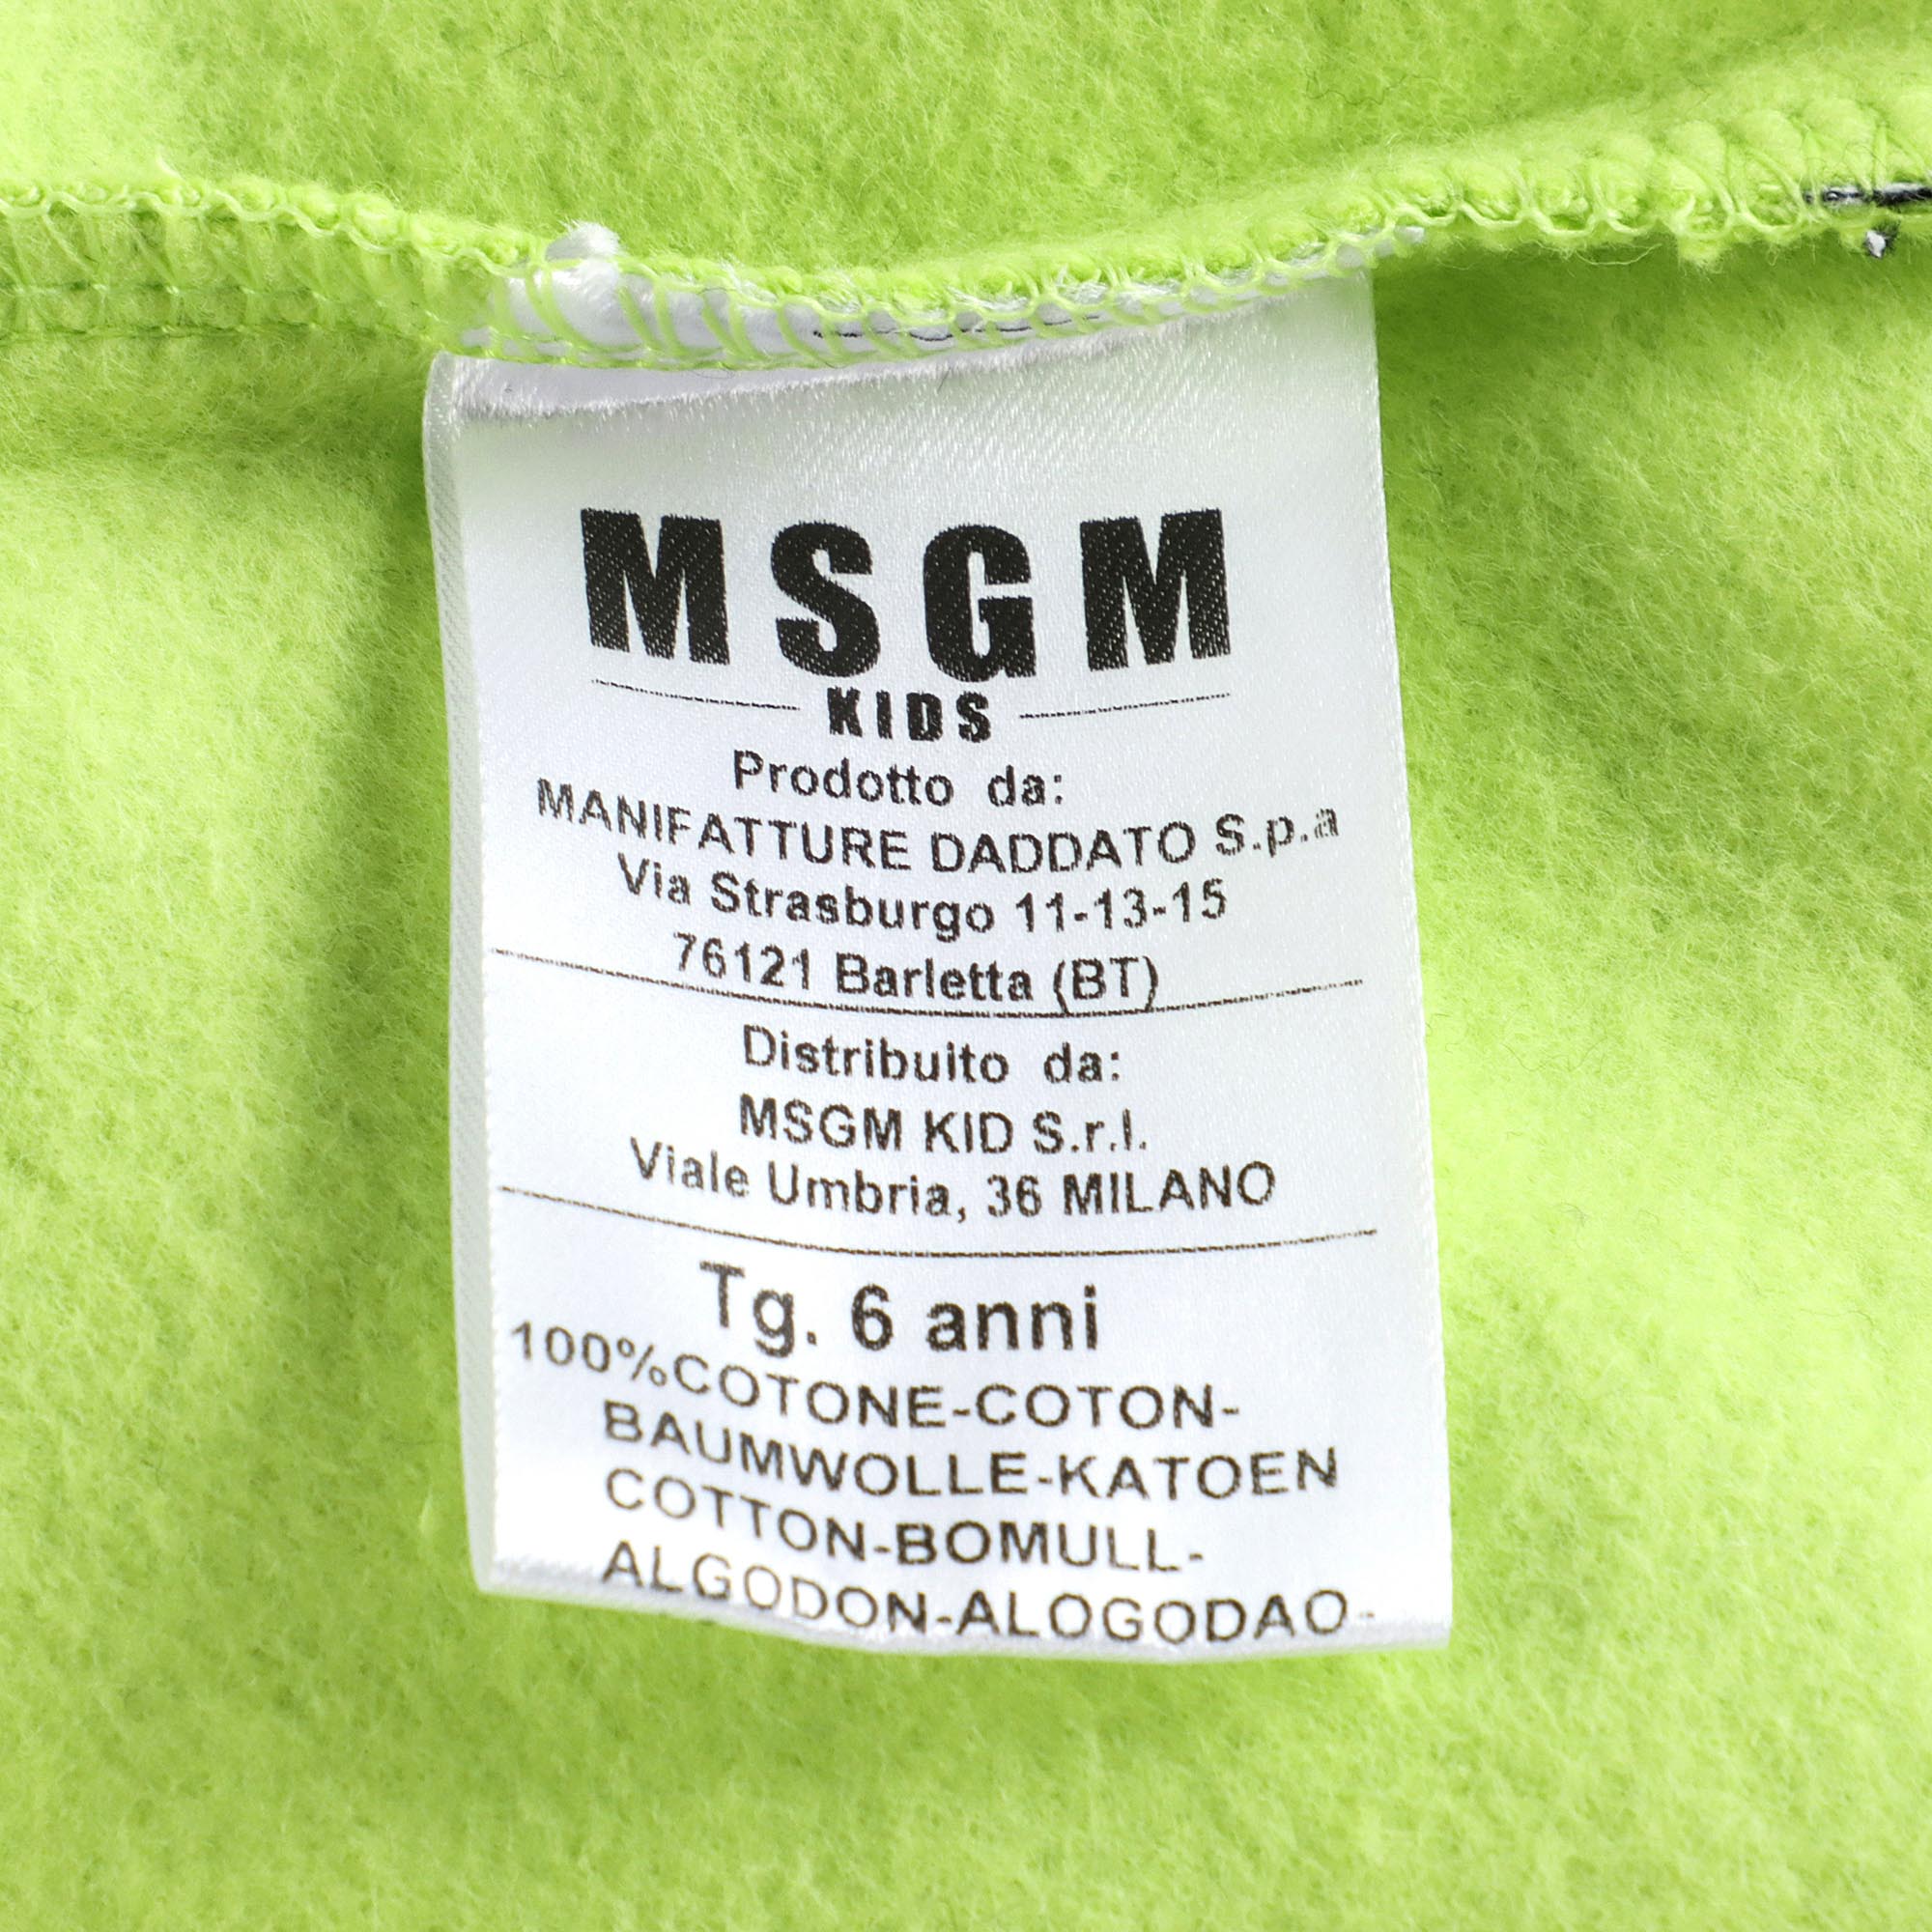 MSGM
KIDS
Prodotto da:
MANIFATTURE DADDATO S.p.a
Via Strasburgo 11-13-15
76121 Barletta (BT)
Distribuito da:
MSGM KID S.r.l.
Viale Umbria, 36 MILANO
Tg. 6 anni
100%COTONE-COTON-
BAUMWOLLE-KATOEN
COTTON-BOMULL-
ALGODON-ALOGODAO-